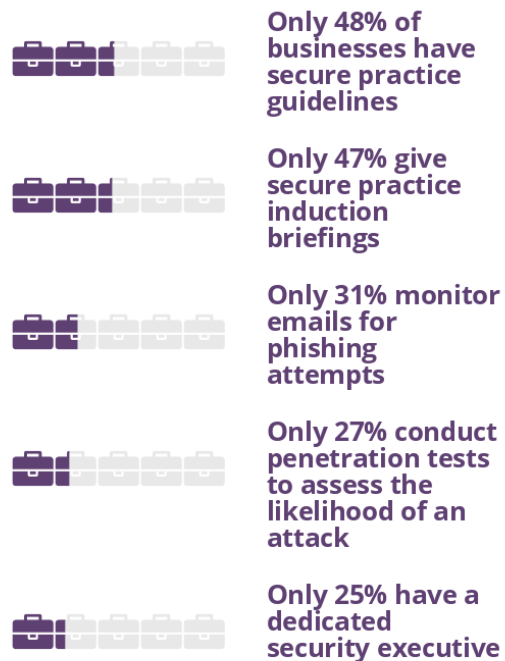 Only 48% of
businesses have
secure practice
guidelines
Only 47% give
secure practice
induction
briefings
Only 31% monitor
emails for
phishing
attempts
Only 27% conduct
penetration tests
to assess the
likelihood of an
attack
Only 25% have a
dedicated
security executive